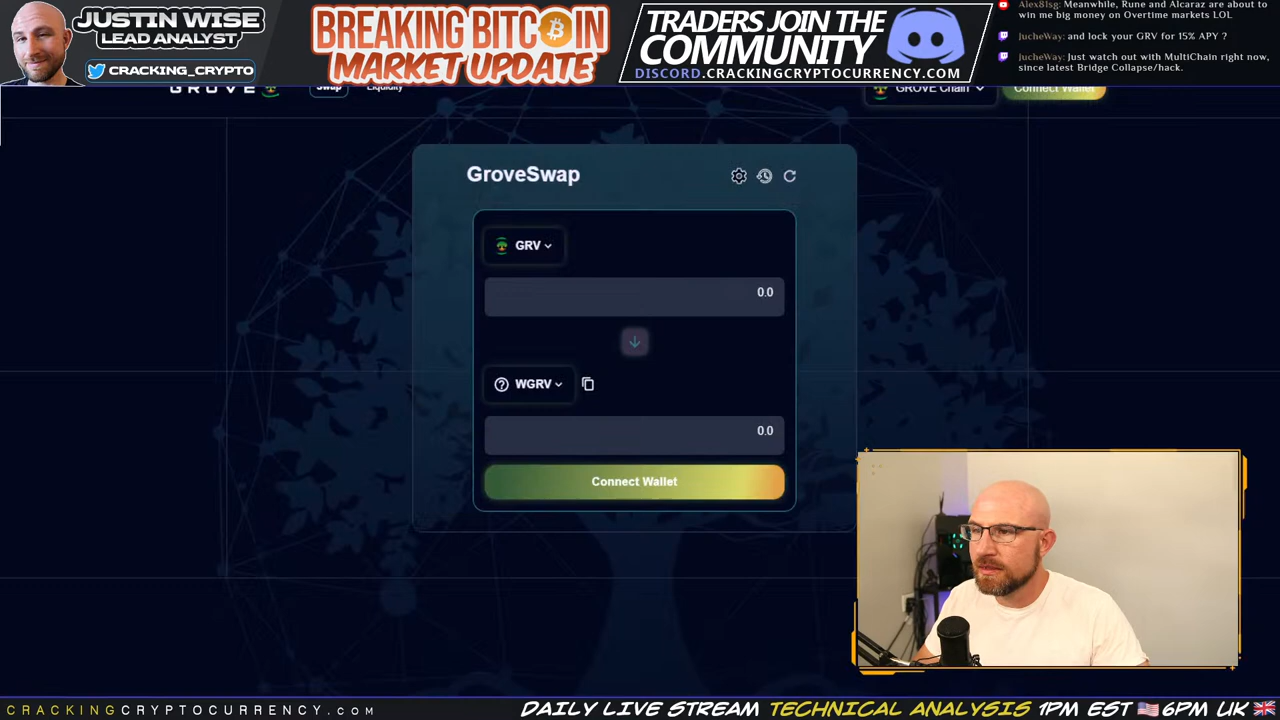 JUSTIN WISE
LEAD ANALYST
CRACKING_CRYPTO
BREAKING BITCOIN
MARKET UPDATE
TRADERS JOIN THE
COMMUNITY
DISCORD.CRACKINGCRYPTOCURRENCY.COM
Alex8lsg: Meanwhile, Rune and Alcaraz are about to
win me big money on Overtime markets LOL
JucheWay: and lock your GRV for 15% APY ?
JucheWay: Just watch out with MultiChain right now,
since latest Bridge Collapse/hack.
GROVE
Swap
Liquidity
GROVE Chain
Connect Wallet
GroveSwap
GRV
0.0
WGRV
0.0
Connect Wallet
CRACKINGCRYPTOCURRENCY.com
DAILY LIVE STREAM TECHNICAL ANALYSIS 1PM EST 6PM UK